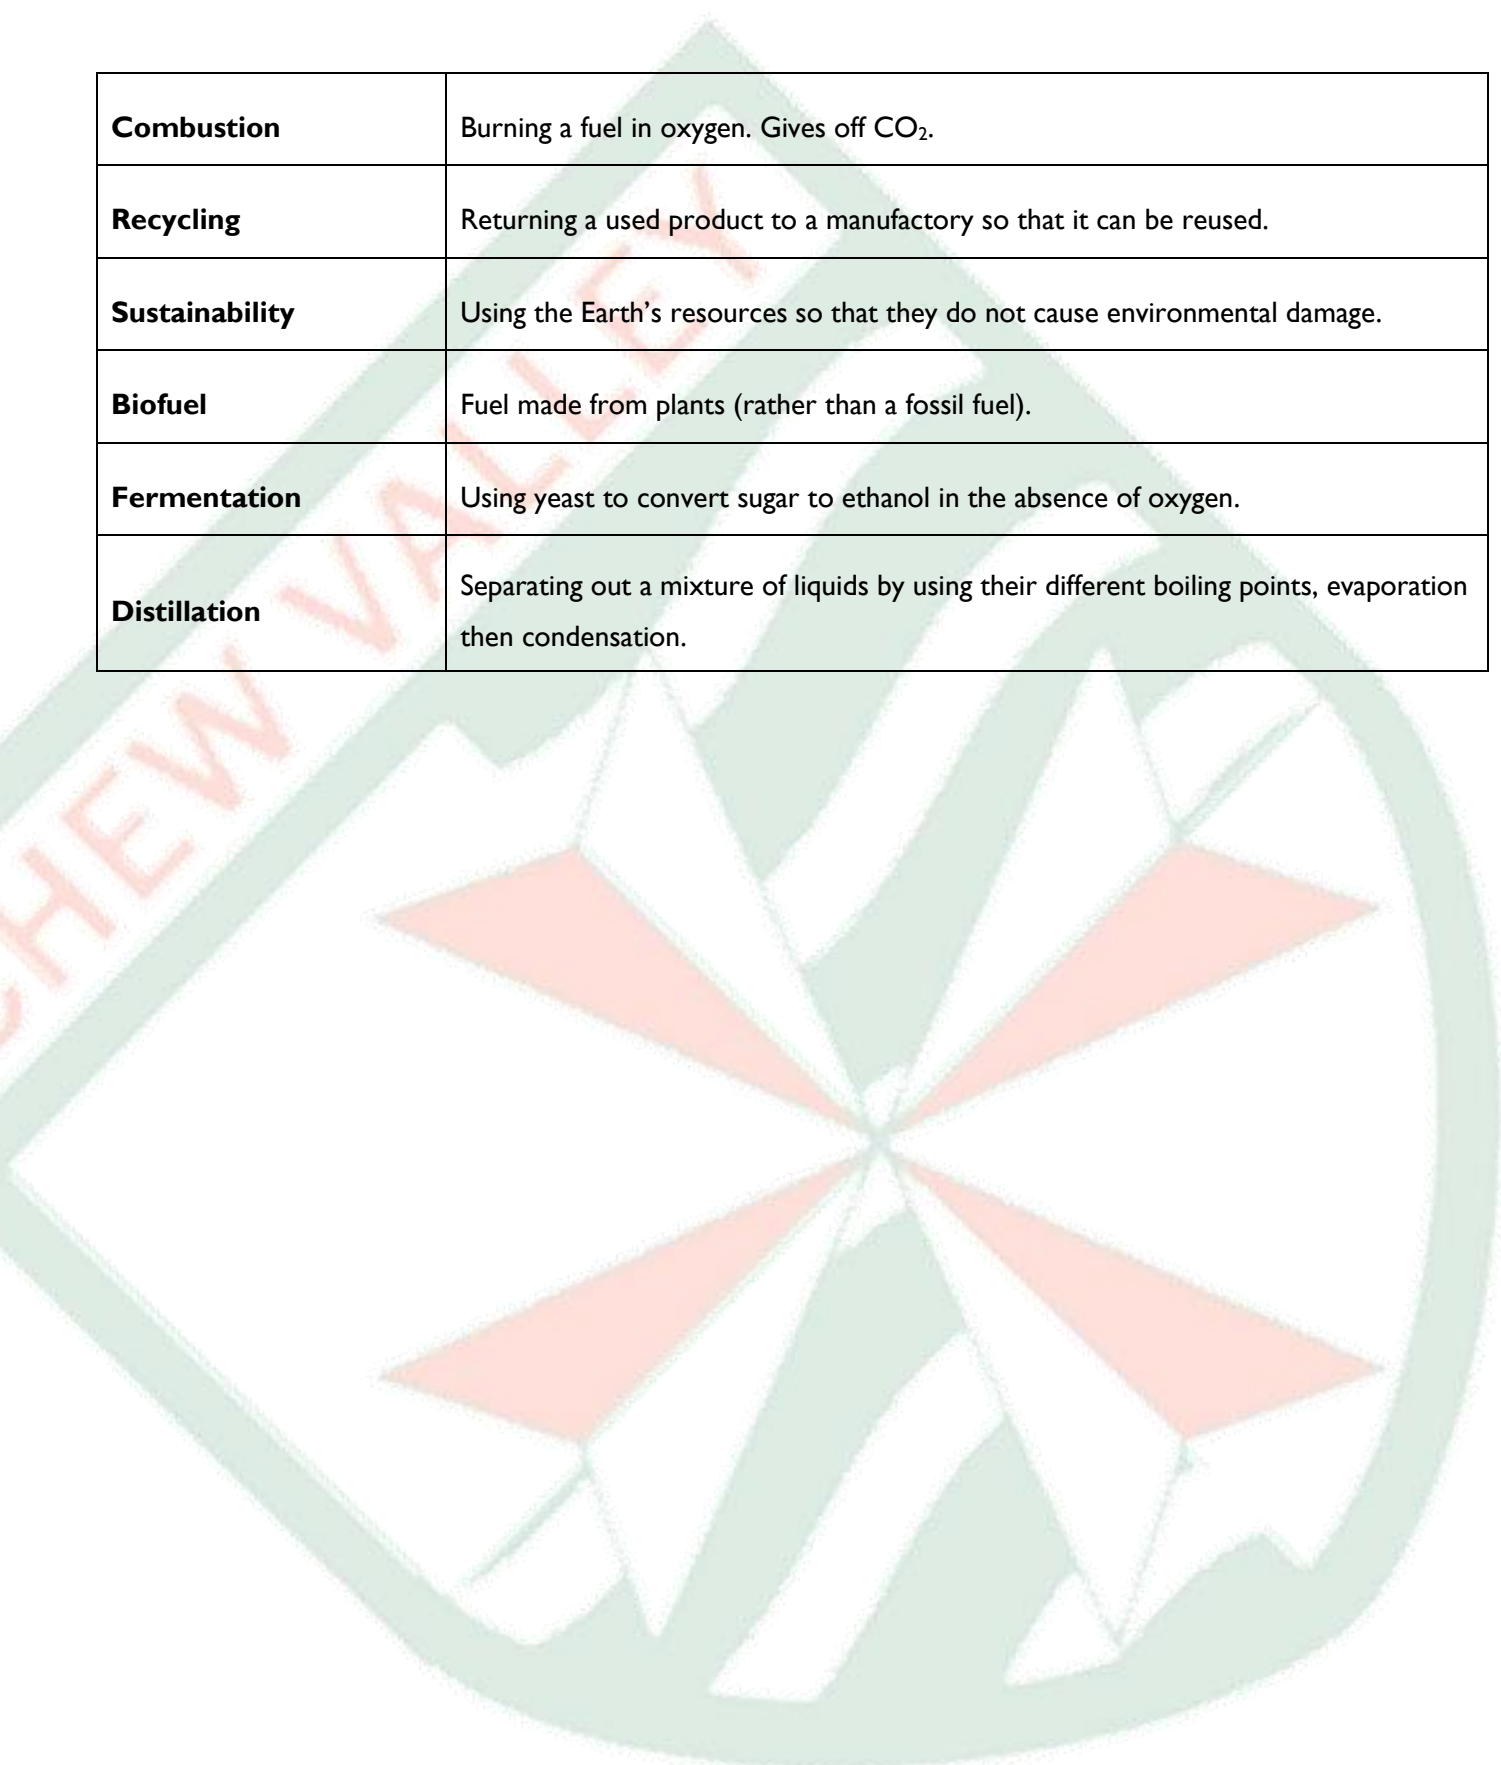 Combustion
Burning a fuel in oxygen. Gives off CO₂.
Recycling
Returning a used product to a manufactory so that it can be reused.
Sustainability
Using the Earth’s resources so that they do not cause environmental damage.
Biofuel
Fuel made from plants (rather than a fossil fuel).
Fermentation
Using yeast to convert sugar to ethanol in the absence of oxygen.
Distillation
Separating out a mixture of liquids by using their different boiling points, evaporation
then condensation.
CHEW VALLEY